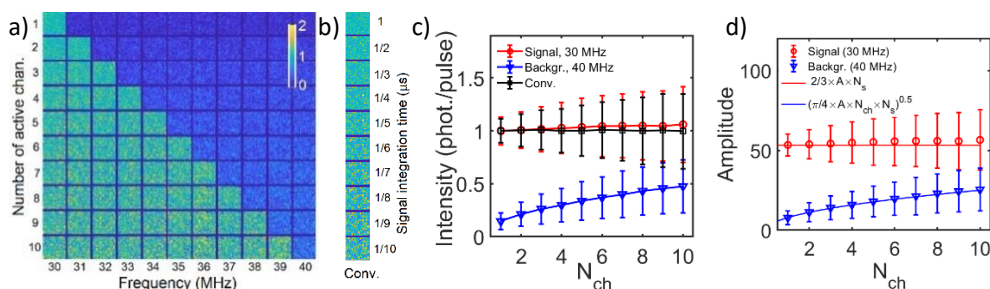 a)
Number of active chan.
1
2
3
4
5
6
7
8
9
10
30 31 32 33 34 35 36 37 38 39 40
Frequency (MHz)
2
1
0
b)
1
1/2
1/3
1/4
1/5
1/6
1/7
1/8
1/9
1/10
Signal integration time (µs)
Conv.
c)
Intensity (phot./pulse)
1.5
1
0.5
0
Signal, 30 MHz
Backgr., 40 MHz
Conv.
2 4 6 8 10
N_ch
d)
Amplitude
100
50
0
Signal (30 MHz)
Backgr. (40 MHz)
2/3×A×N_s
(π/4×A×N_ch×N_s)^0.5
2 4 6 8 10
N_ch